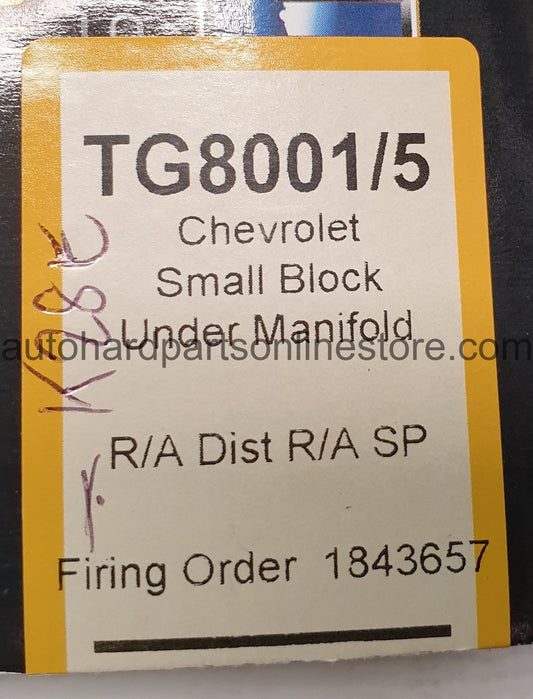 TG8001/5
Chevrolet
Small Block
Under Manifold
autohardpartsonlinestore.com
R/A Dist R/A SP
Firing Order 1843657